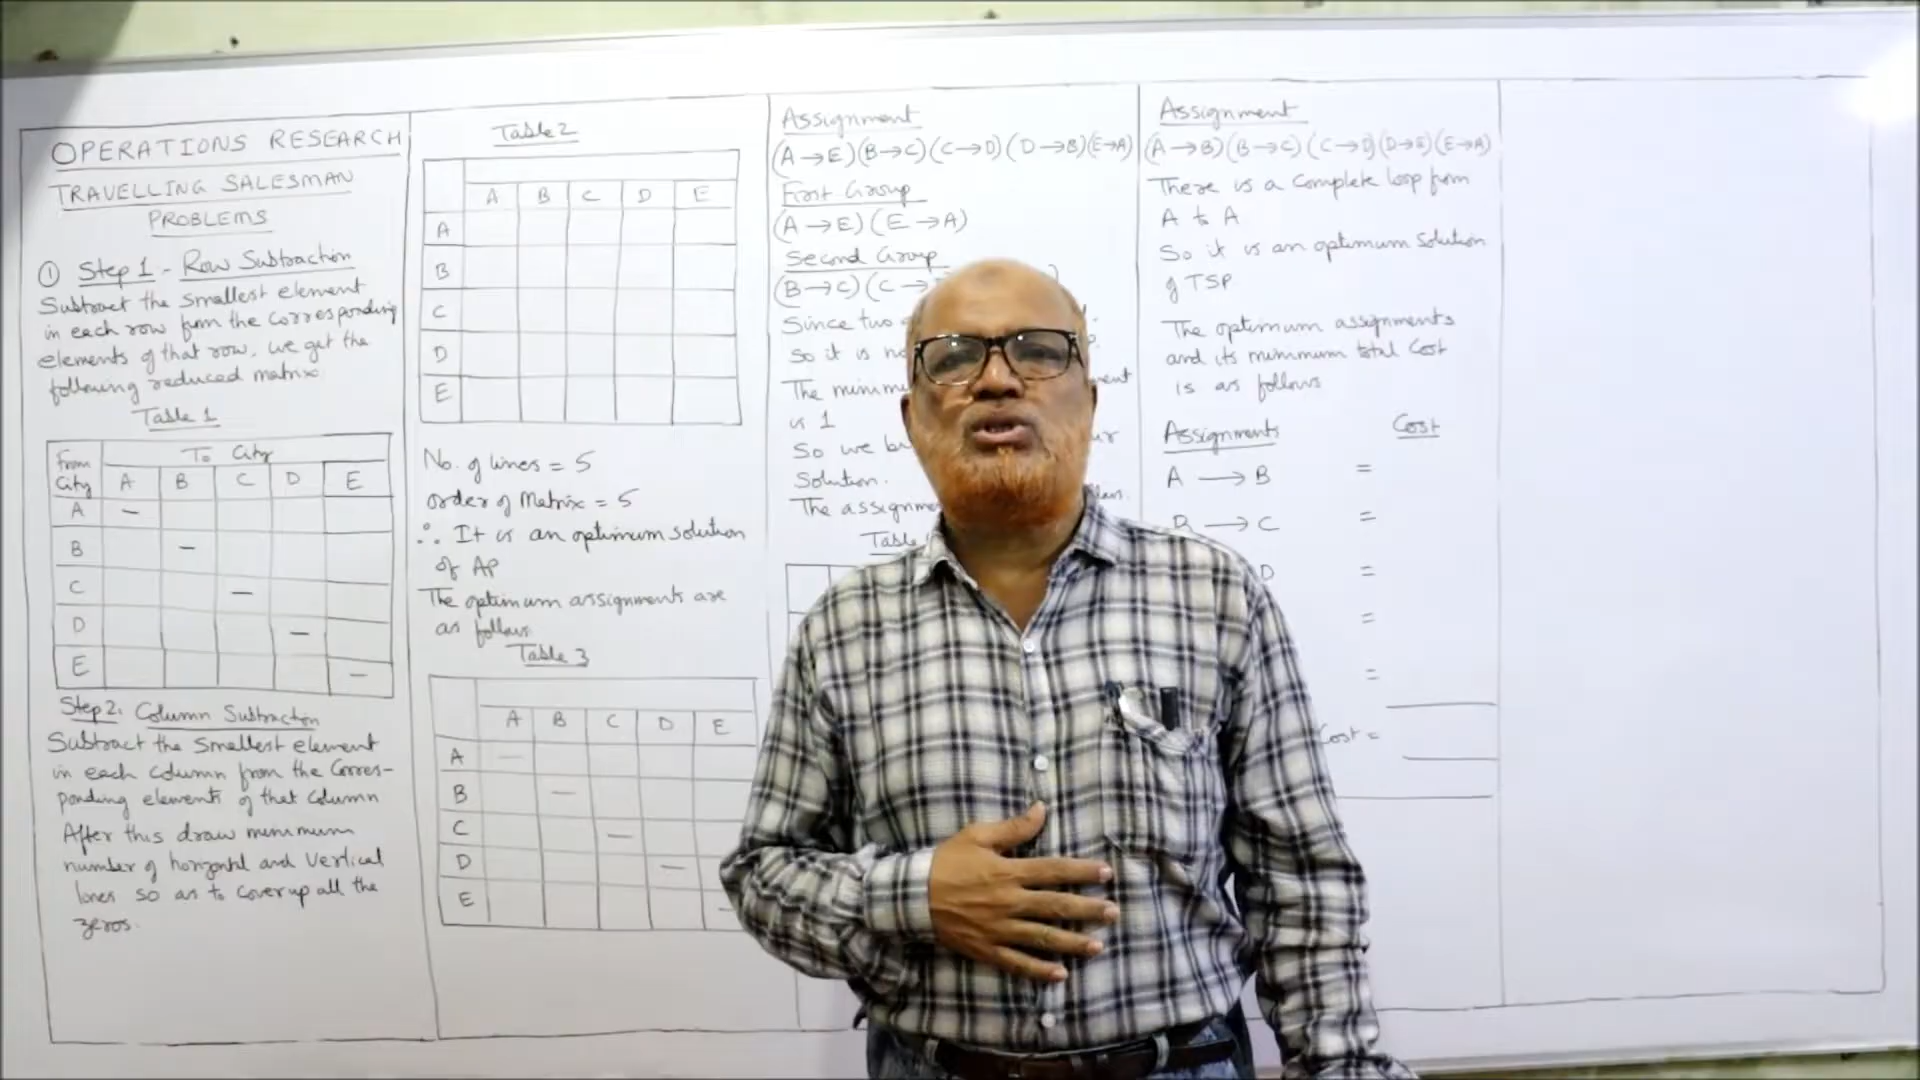 OPERATIONS RESEARCH
TRAVELLING SALESMAN
PROBLEMS
① Step 1 - Row Subtraction
Subtract the smallest element
in each row from the corresponding
elements of that row, we get the
following reduced matrix
Table 1
From City
To City
A B C D E
A –
B –
C –
D –
E –
Step 2: Column Subtraction
Subtract the smallest element
in each column from the Corres-
ponding elements of that column
After this draw minimum
number of horizontal and vertical
lines so as to cover up all the
zeros.
Table 2
A B C D E
A
B
C
D
E
No. of lines = 5
order of Matrix = 5
∴ It is an optimum solution
of AP
The optimum assignments are
as follows
Table 3
A B C D E
A –
B –
C –
D –
E –
Assignment
(A→E)(B→C)(C→D)(D→B)(E→A)
First Group
(A→E)(E→A)
Second Group
(B→C)(C→
Since two
So it is
The
is 1
So we
Solution.
The
Table
Assignment
(A→B)(B→C)(C→D)(D→E)(E→A)
There is a complete loop from
A to A
So it is an optimum solution
of TSP
The optimum assignments
and its minimum total cost
is as follows
Assignments Cost
A → B =
B → C =
D =
=
=
Cost =